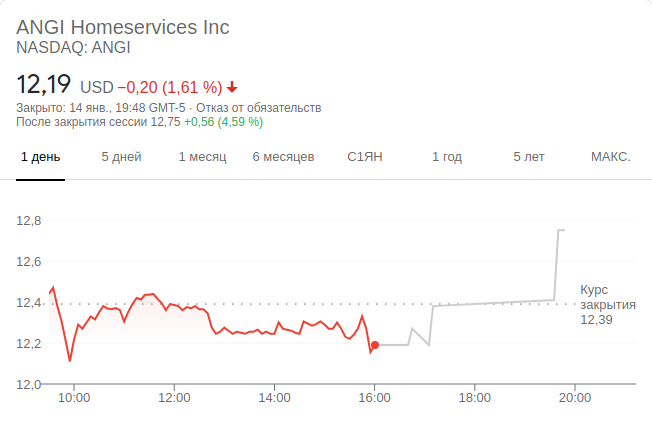 ANGI Homeservices Inc
NASDAQ: ANGI
12,19 USD −0,20 (1,61 %)
Закрыто: 14 янв., 19:48 GMT-5 · Отказ от обязательств
После закрытия сессии 12,75 +0,56 (4,59 %)
1 день 5 дней 1 месяц 6 месяцев С1ЯН 1 год 5 лет МАКС.
12,8
12,6
12,4
12,2
12,0
Курс
закрытия
12,39
10:00 12:00 14:00 16:00 18:00 20:00